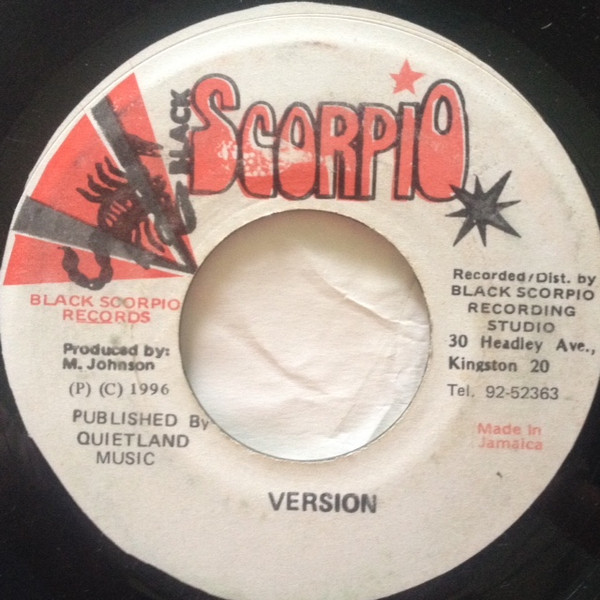 BLACK
SCORPIO
BLACK SCORPIO
RECORDS
Produced by:
M. Johnson
(P) (C) 1996
PUBLISHED By
QUIETLAND
MUSIC
Recorded/Dist. by
BLACK SCORPIO
RECORDING
STUDIO
30 Headley Ave.,
Kingston 20
Tel. 92-52363
Made In
Jamaica
VERSION